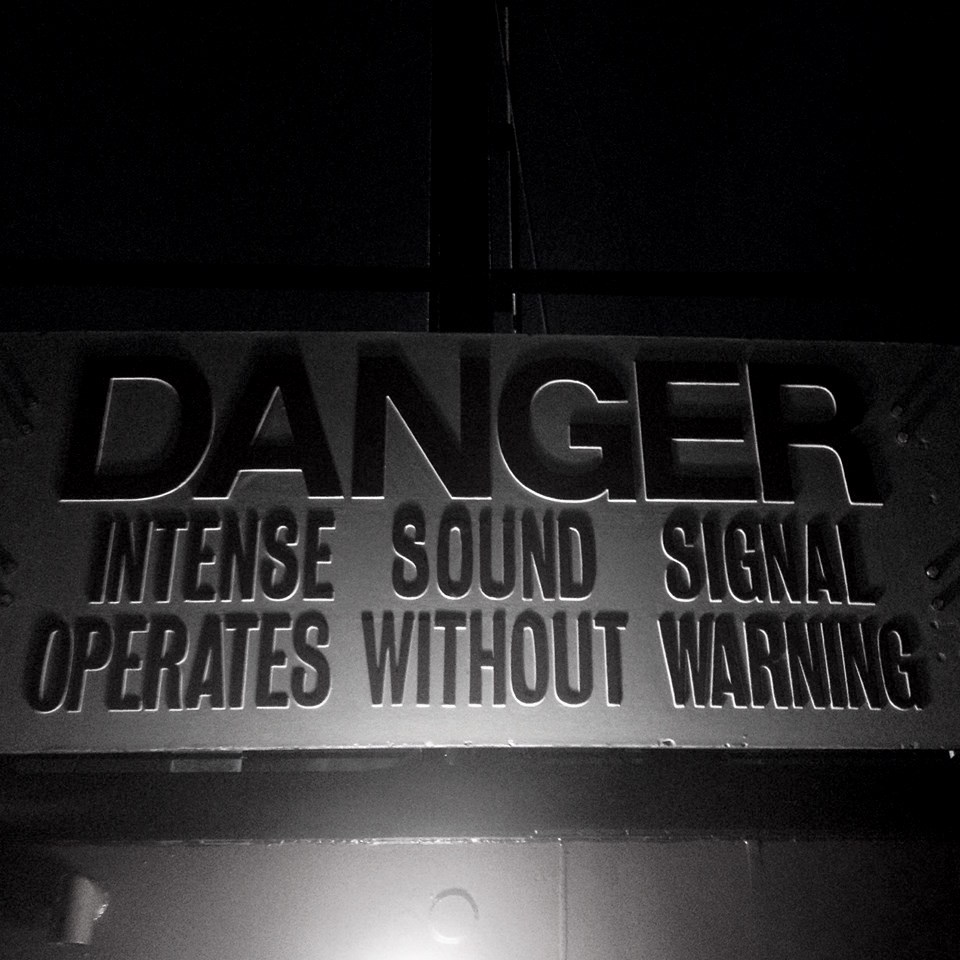 DANGER
INTENSE SOUND SIGNAL
OPERATES WITHOUT WARNING